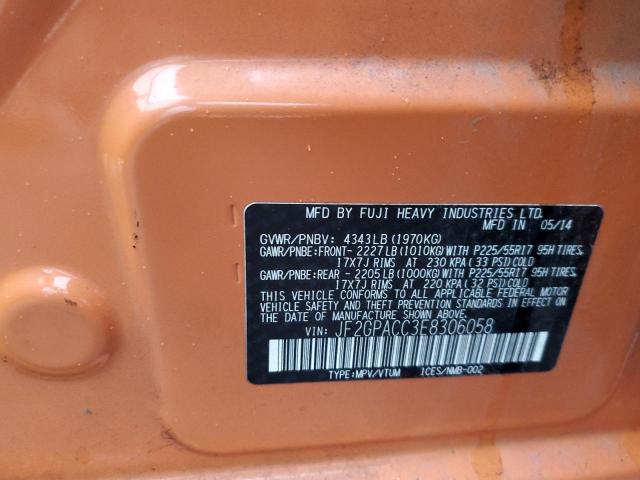 MFD BY FUJI HEAVY INDUSTRIES LTD.
M/IN 05/14
GVWR/PNBV: 4343LB(1970KG)
GAWR/PNBE:FRONT- 2227LB(1010KG)WITH P225/55R17 95H TIRES,
17X7J RIMS AT 230 KPA(33 PSI)COLD
GAWR/PNBE:REAR - 2205LB(1000KG)WITH P225/55R17 95H TIRES,
17X7J RIMS AT 220 KPA(32 PSI)COLD
THIS VEHICLE CONFORMS TO ALL APPLICABLE FEDERAL MOTOR
VEHICLE SAFETY AND THEFT PREVENTION STANDARDS IN EFFECT
ON THE DATE OF MANUFACTURE SHOWN ABOVE.
VIN: JF2GPACC3E8306058
TYPE:MPV/VTUM ICES/NMB-002